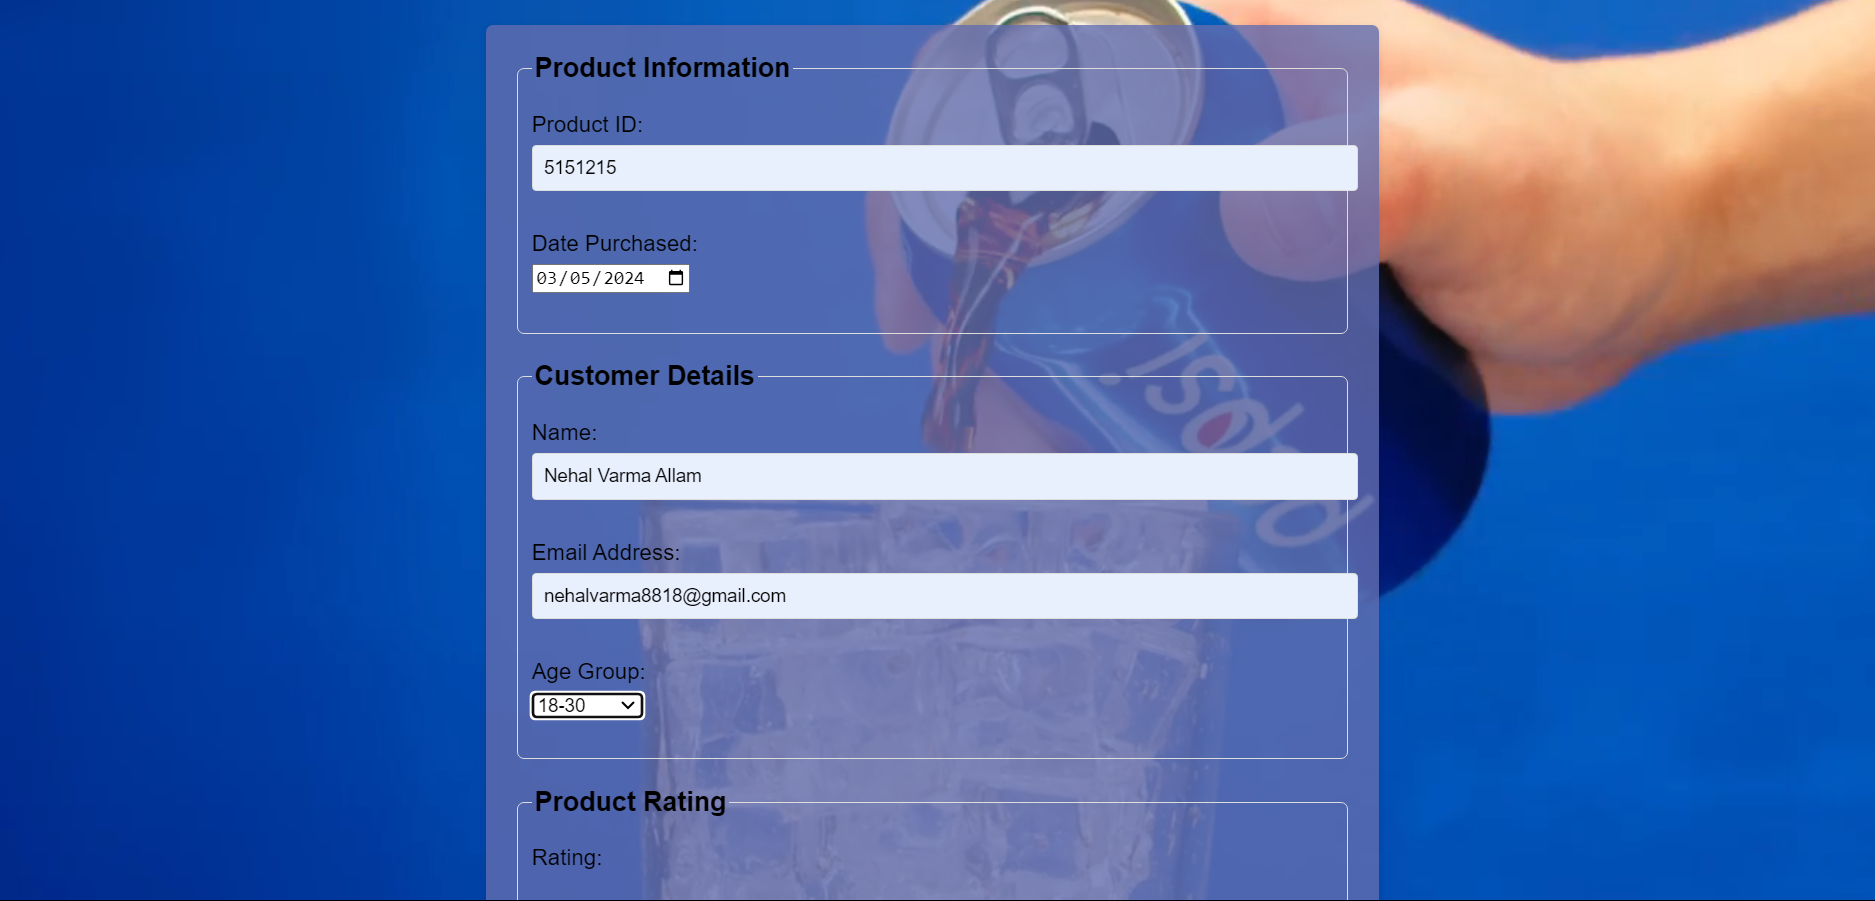 Product Information
Product ID:
5151215
Date Purchased:
03/05/2024
Customer Details
Name:
Nehal Varma Allam
Email Address:
nehalvarma8818@gmail.com
Age Group:
18-30
Product Rating
Rating:
pepsi